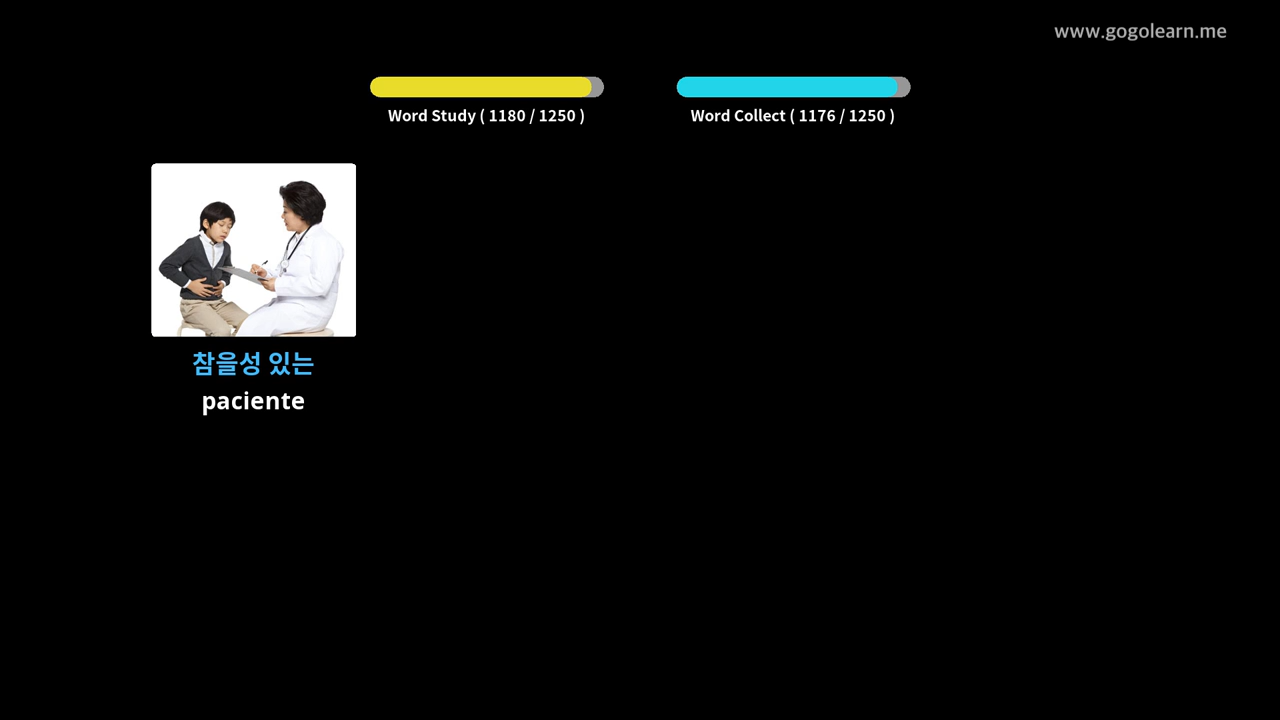 www.gogolearn.me
Word Study ( 1180 / 1250 )
Word Collect ( 1176 / 1250 )
참을성 있는
paciente